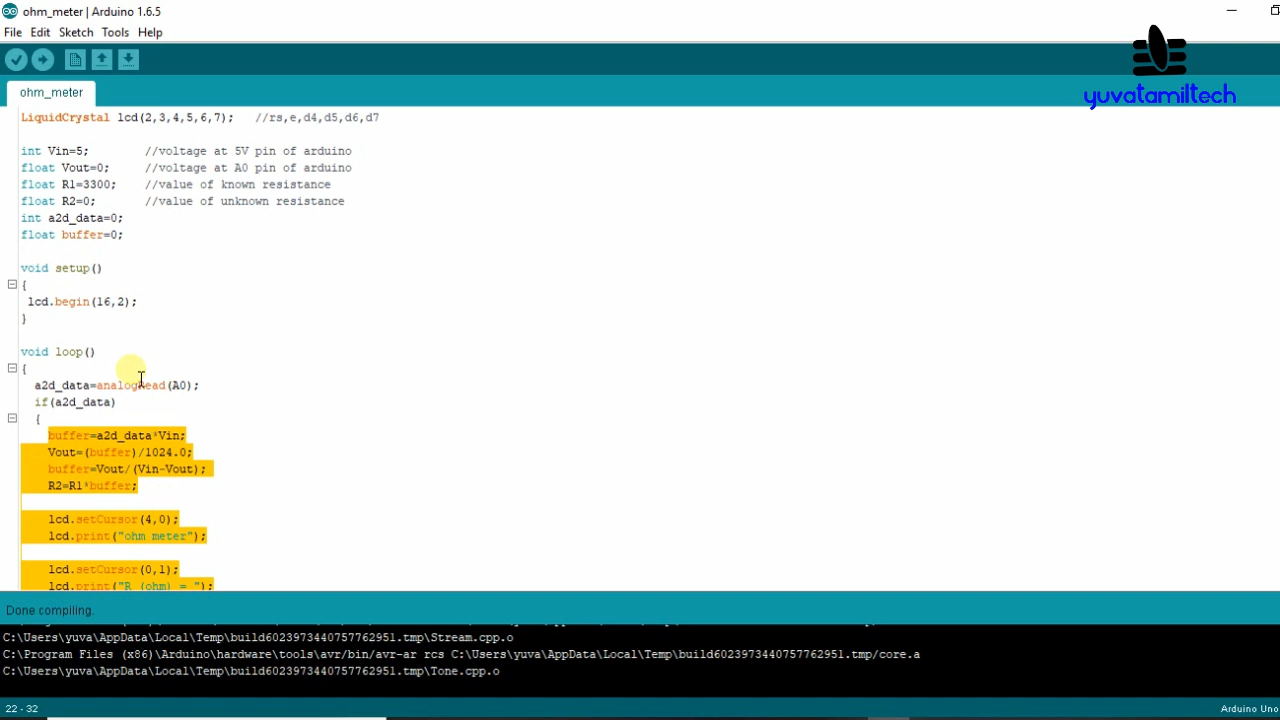 ohm_meter | Arduino 1.6.5
File Edit Sketch Tools Help
yuvatamiltech
ohm_meter
LiquidCrystal lcd(2,3,4,5,6,7);   //rs,e,d4,d5,d6,d7
int Vin=5;        //voltage at 5V pin of arduino
float Vout=0;     //voltage at A0 pin of arduino
float R1=3300;    //value of known resistance
float R2=0;       //value of unknown resistance
int a2d_data=0;
float buffer=0;
void setup()
{
lcd.begin(16,2);
}
void loop()
{
a2d_data=analogRead(A0);
if(a2d_data)
{
buffer=a2d_data*Vin;
Vout=(buffer)/1024.0;
buffer=Vout/(Vin-Vout);
R2=R1*buffer;
lcd.setCursor(4,0);
lcd.print("ohm meter");
lcd.setCursor(0,1);
lcd.print("R (ohm) = ");
Done compiling.
C:\Users\yuva\AppData\Local\Temp\build6023973440757762951.tmp\Stream.cpp.o
C:\Program Files (x86)\Arduino\hardware\tools\avr/bin/avr-ar rcs C:\Users\yuva\AppData\Local\Temp\build6023973440757762951.tmp/core.a
C:\Users\yuva\AppData\Local\Temp\build6023973440757762951.tmp\Tone.cpp.o
22 - 32
Arduino Uno